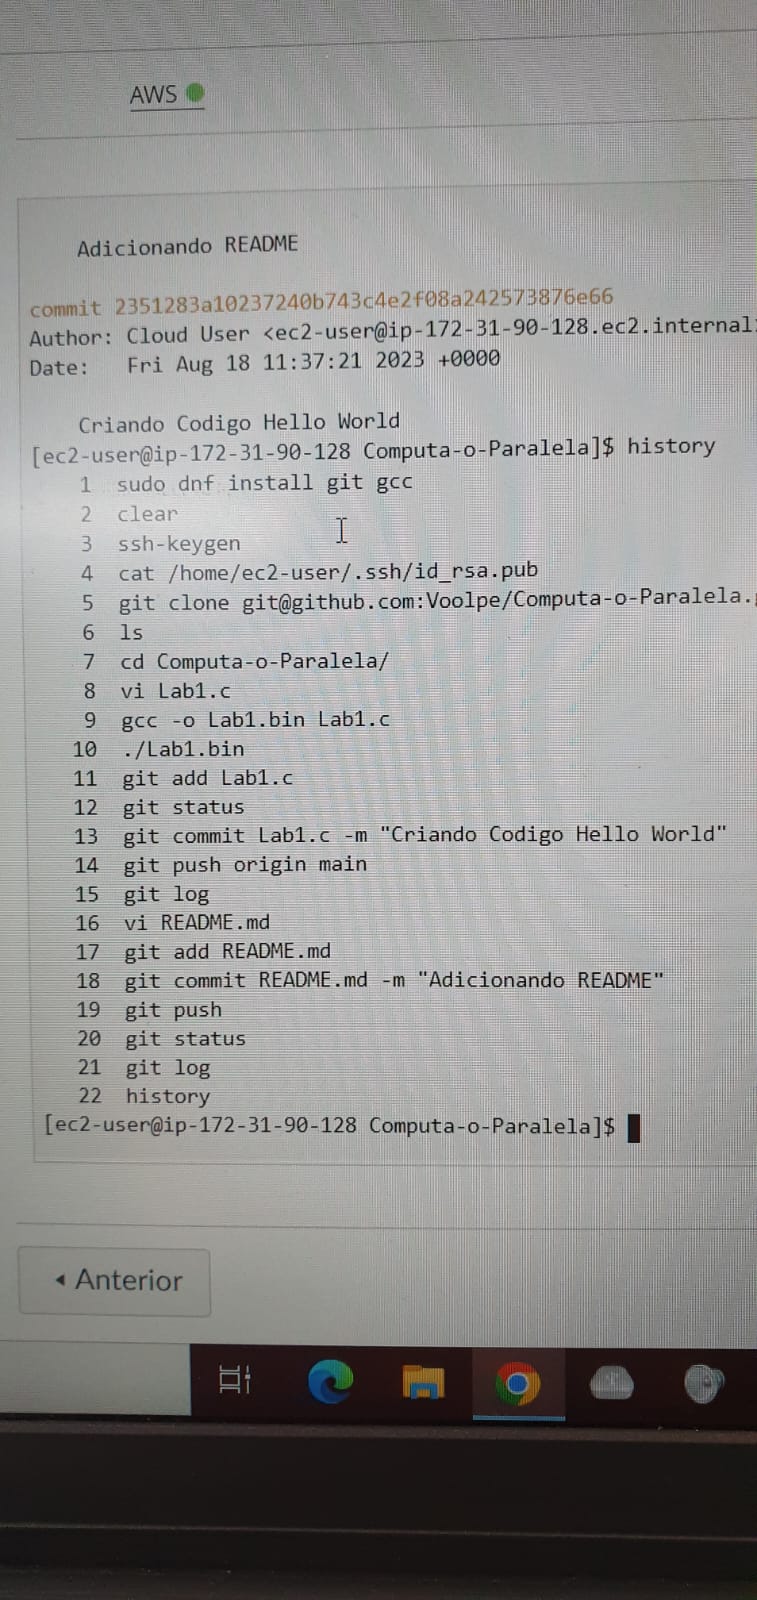 AWS
Adicionando README
commit 2351283a10237240b743c4e2f08a242573876e66
Author: Cloud User <ec2-user@ip-172-31-90-128.ec2.internal>
Date:   Fri Aug 18 11:37:21 2023 +0000
Criando Codigo Hello World
[ec2-user@ip-172-31-90-128 Computa-o-Paralela]$ history
1  sudo dnf install git gcc
2  clear
3  ssh-keygen
4  cat /home/ec2-user/.ssh/id_rsa.pub
5  git clone git@github.com:Voolpe/Computa-o-Paralela.
6  ls
7  cd Computa-o-Paralela/
8  vi Lab1.c
9  gcc -o Lab1.bin Lab1.c
10  ./Lab1.bin
11  git add Lab1.c
12  git status
13  git commit Lab1.c -m "Criando Codigo Hello World"
14  git push origin main
15  git log
16  vi README.md
17  git add README.md
18  git commit README.md -m "Adicionando README"
19  git push
20  git status
21  git log
22  history
[ec2-user@ip-172-31-90-128 Computa-o-Paralela]$
Anterior